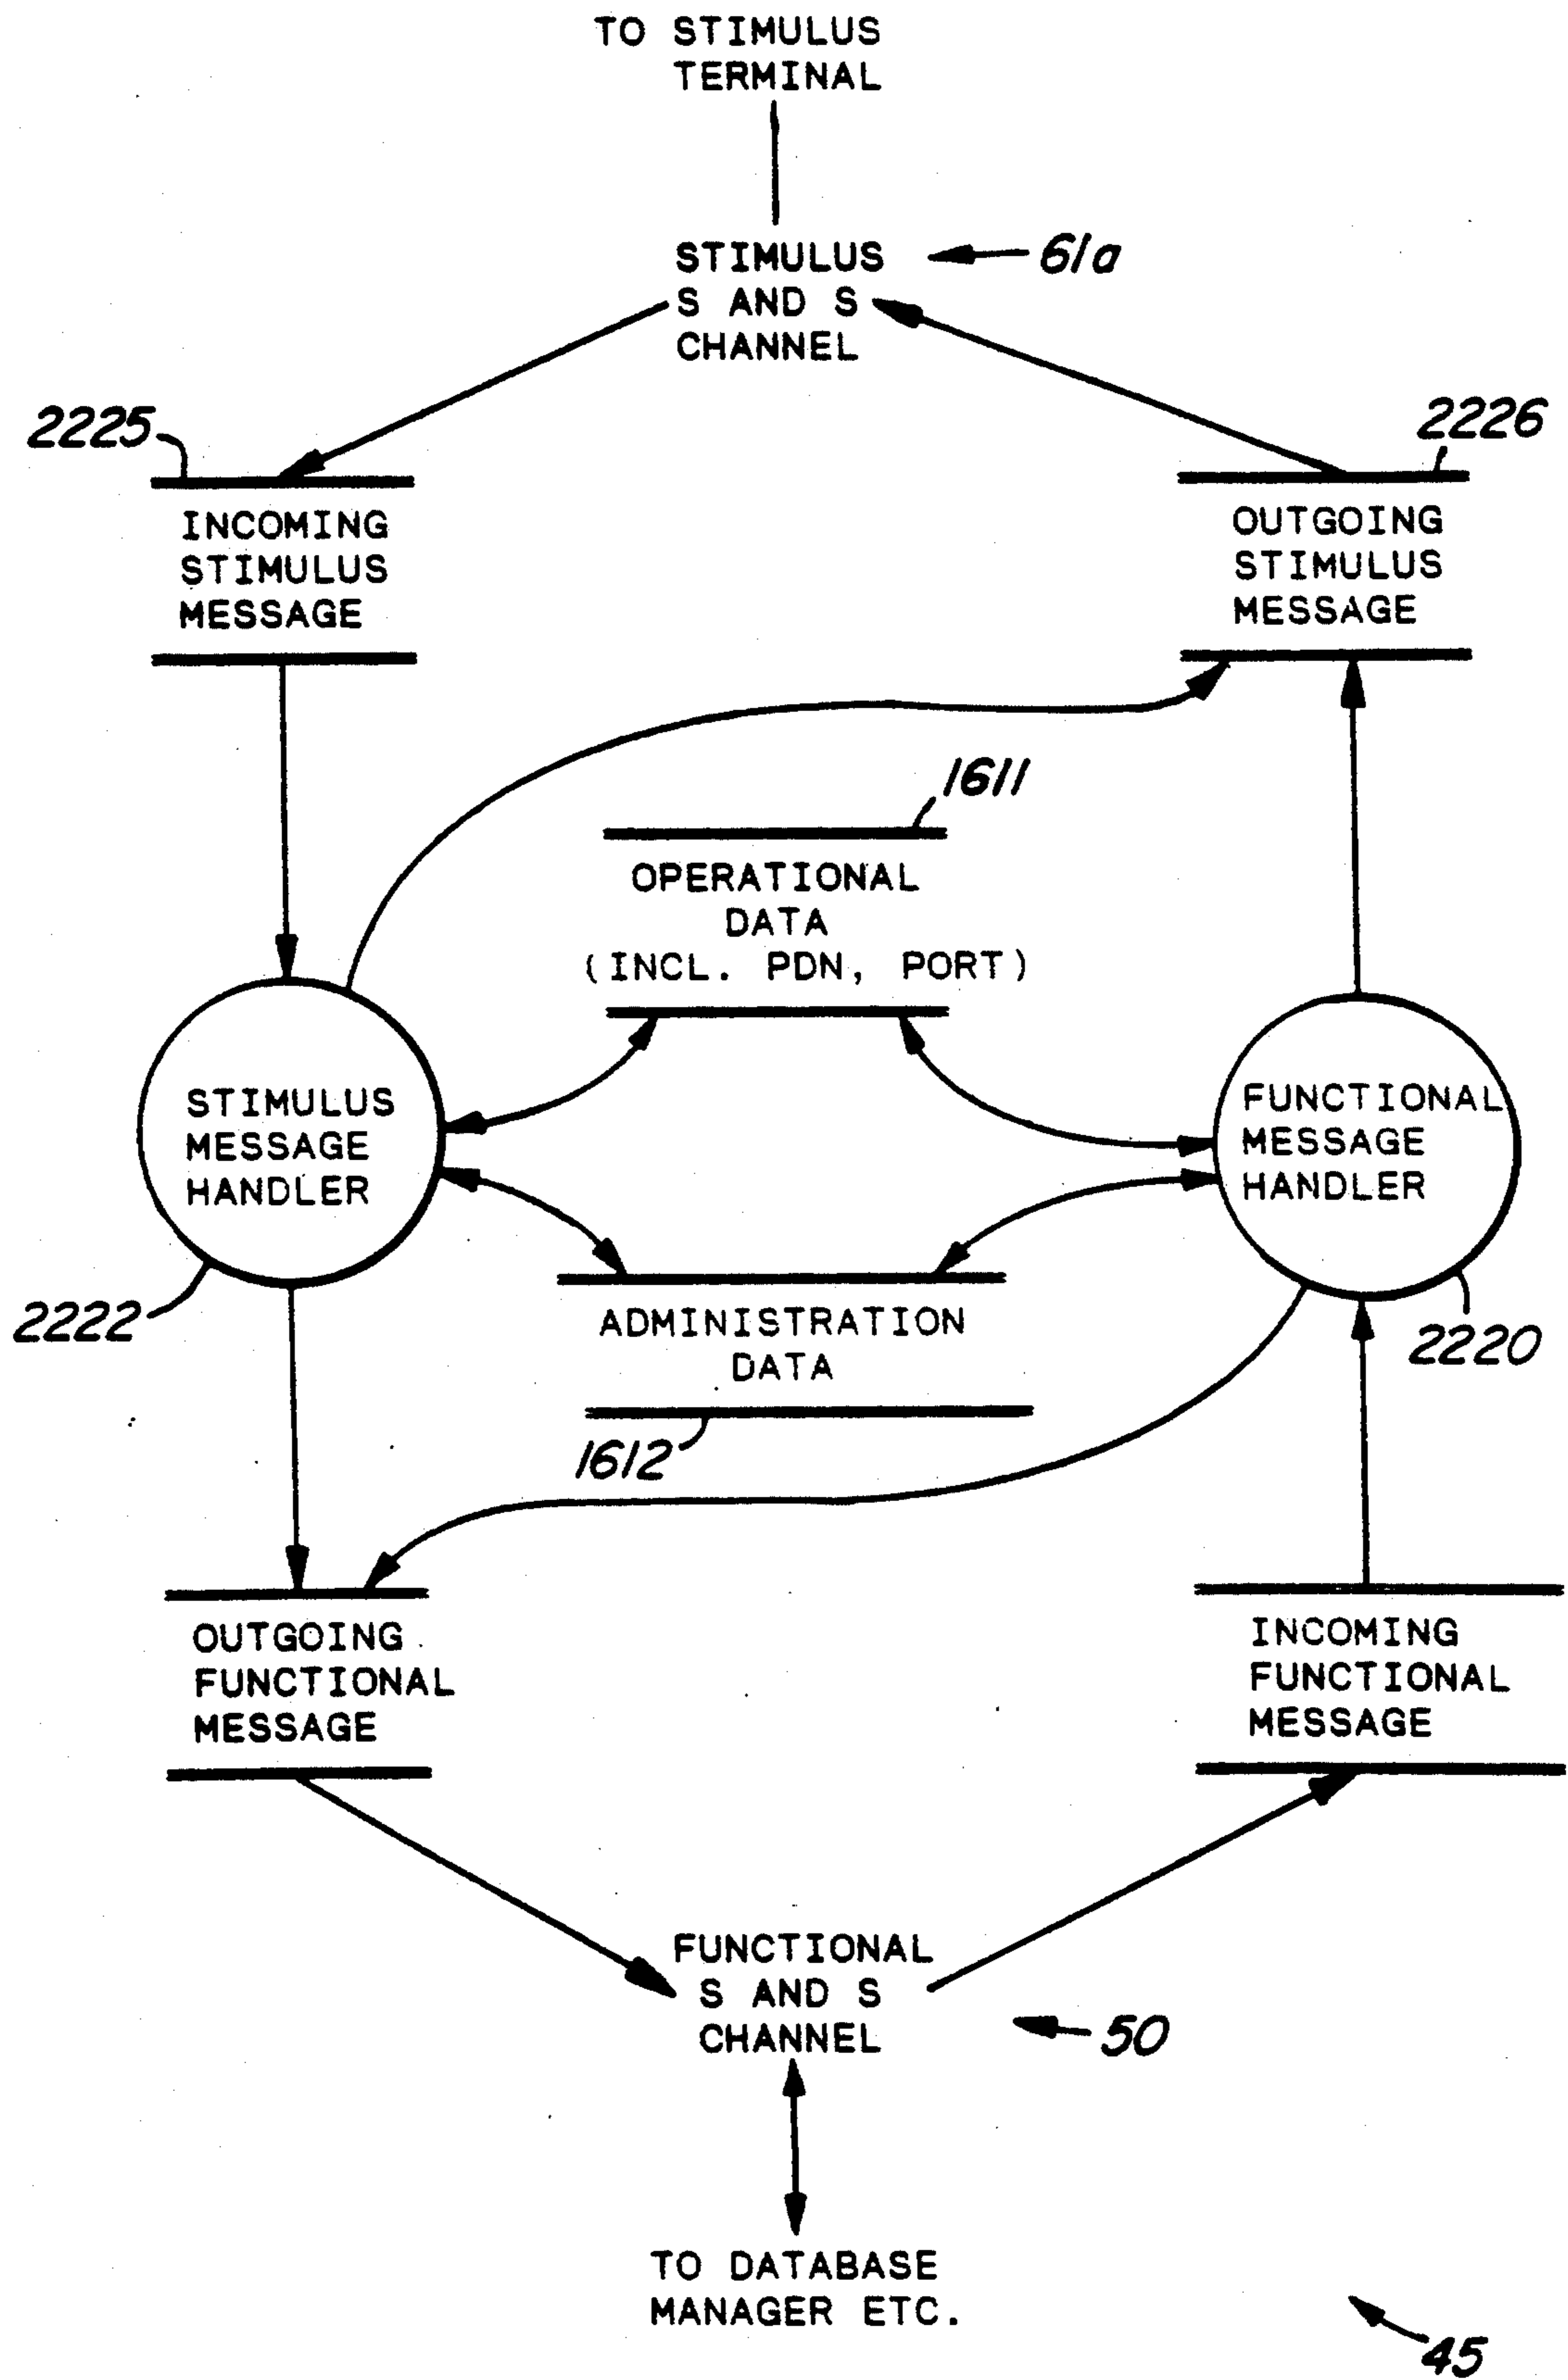 TO STIMULUS
TERMINAL
STIMULUS
S AND S
CHANNEL
61a
2225
2226
INCOMING
STIMULUS
MESSAGE
OUTGOING
STIMULUS
MESSAGE
1611
OPERATIONAL
DATA
(INCL. PDN, PORT)
STIMULUS
MESSAGE
HANDLER
FUNCTIONAL
MESSAGE
HANDLER
2222
ADMINISTRATION
DATA
2220
1612
OUTGOING
FUNCTIONAL
MESSAGE
INCOMING
FUNCTIONAL
MESSAGE
FUNCTIONAL
S AND S
CHANNEL
50
TO DATABASE
MANAGER ETC.
45